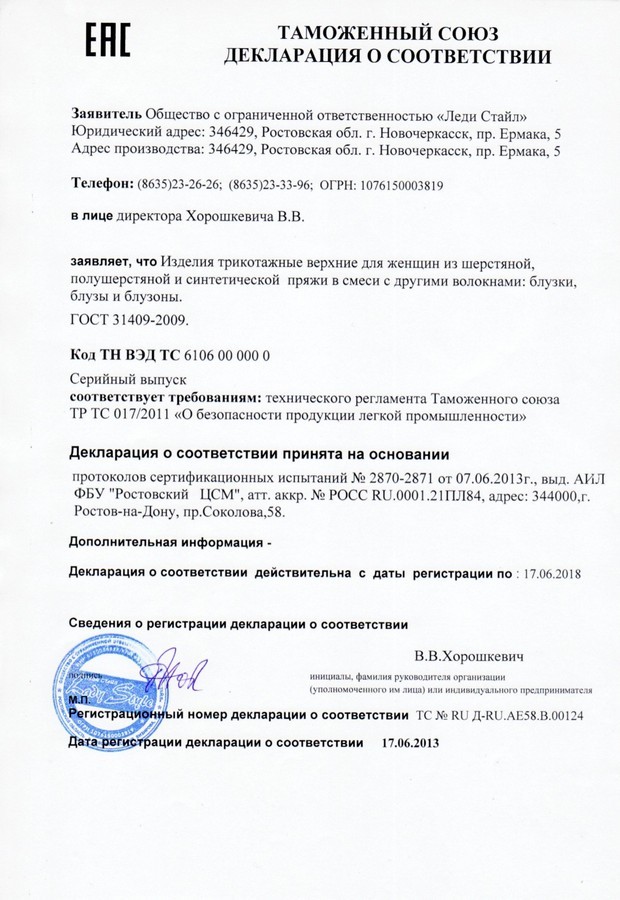 EAC
ТАМОЖЕННЫЙ СОЮЗ
ДЕКЛАРАЦИЯ О СООТВЕТСТВИИ
Заявитель Общество с ограниченной ответственностью «Леди Стайл»
Юридический адрес: 346429, Ростовская обл. г. Новочеркасск, пр. Ермака, 5
Адрес производства: 346429, Ростовская обл. г. Новочеркасск, пр. Ермака, 5
Телефон: (8635)23-26-26; (8635)23-33-96; ОГРН: 1076150003819
в лице директора Хорошкевича В.В.
заявляет, что Изделия трикотажные верхние для женщин из шерстяной,
полушерстяной и синтетической пряжи в смеси с другими волокнами: блузки,
блузы и блузоны.
ГОСТ 31409-2009.
Код ТН ВЭД ТС 6106 00 000 0
Серийный выпуск
соответствует требованиям: технического регламента Таможенного союза
ТР ТС 017/2011 «О безопасности продукции легкой промышленности»
Декларация о соответствии принята на основании
протоколов сертификационных испытаний № 2870-2871 от 07.06.2013г., выд. АИЛ
ФБУ "Ростовский ЦСМ", атт. аккр. № РОСС RU.0001.21ПЛ84, адрес: 344000,г.
Ростов-на-Дону, пр.Соколова,58.
Дополнительная информация -
Декларация о соответствии действительна с даты регистрации по : 17.06.2018
Сведения о регистрации декларации о соответствии
В.В.Хорошкевич
подпись
инициалы, фамилия руководителя организации
(уполномоченного им лица) или индивидуального предпринимателя
Lady Style
М.П.
Регистрационный номер декларации о соответствии ТС № RU Д-RU.АЕ58.В.00124
Дата регистрации декларации о соответствии 17.06.2013